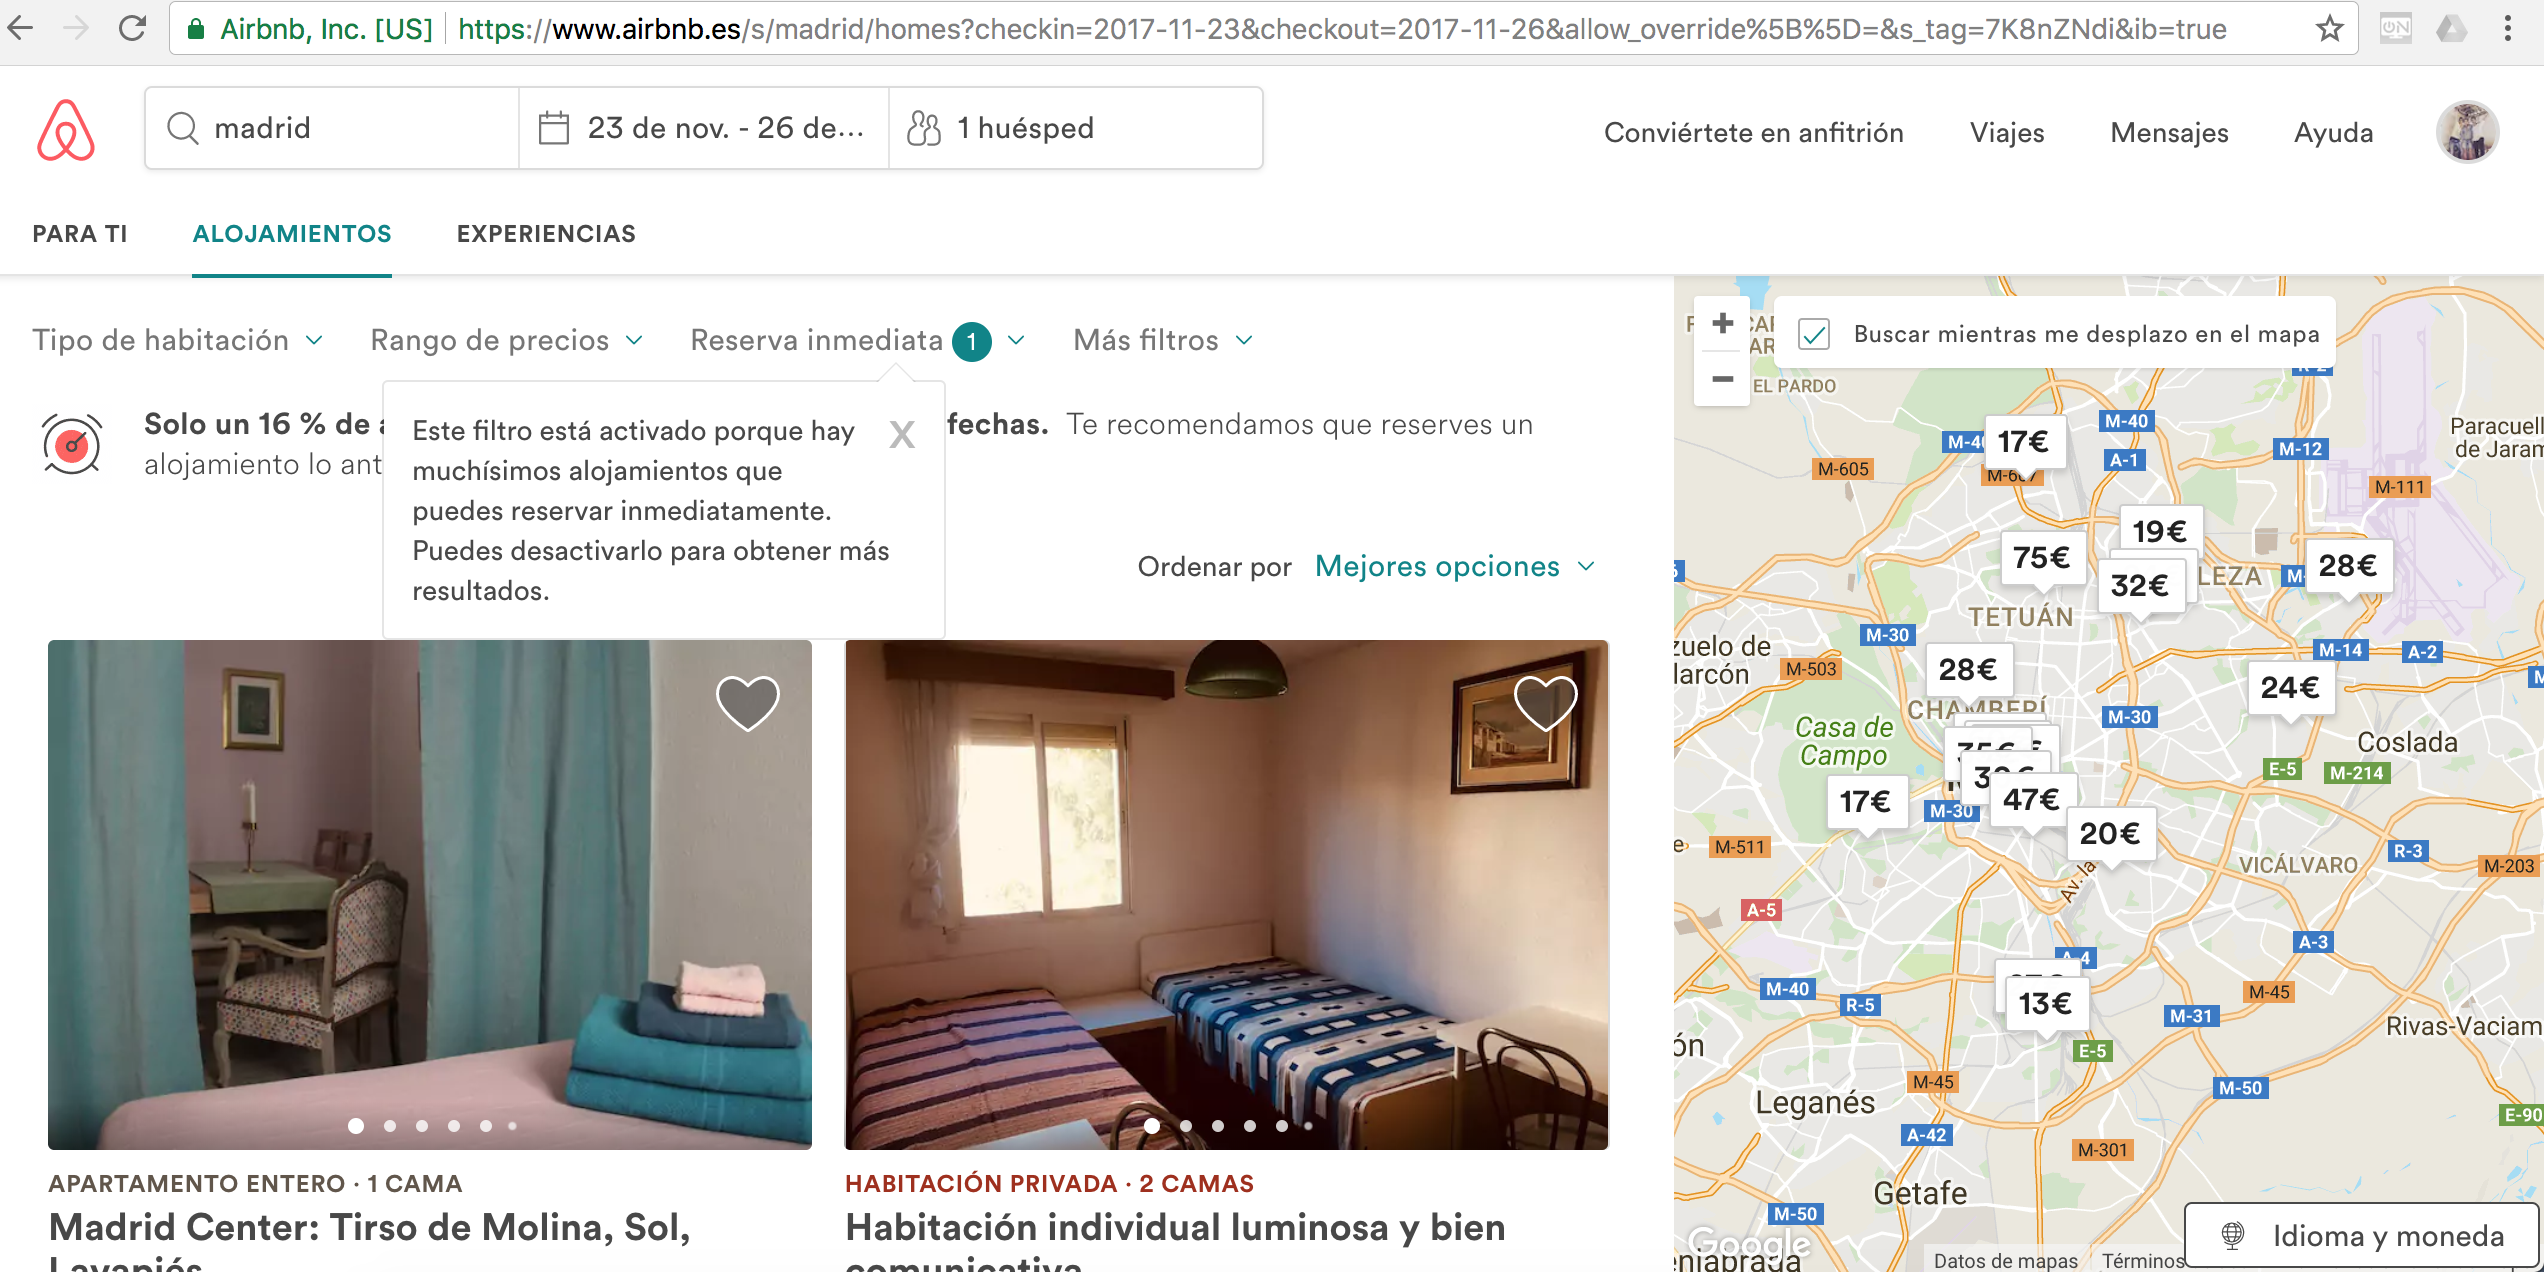 Airbnb, Inc. [US]
https://www.airbnb.es/s/madrid/homes?checkin=2017-11-23&checkout=2017-11-26&allow_override%5B%5D=&s_tag=7K8nZNdi&ib=true
madrid
23 de nov. - 26 de...
1 huésped
Conviértete en anfitrión
Viajes
Mensajes
Ayuda
PARA TI
ALOJAMIENTOS
EXPERIENCIAS
Tipo de habitación
Rango de precios
Reserva inmediata 1
Más filtros
Solo un 16 % de
fechas. Te recomendamos que reserves un
alojamiento lo
Este filtro está activado porque hay
muchísimos alojamientos que
puedes reservar inmediatamente.
Puedes desactivarlo para obtener más
resultados.
X
Ordenar por Mejores opciones
APARTAMENTO ENTERO · 1 CAMA
Madrid Center: Tirso de Molina, Sol,
Lavapiés
HABITACIÓN PRIVADA · 2 CAMAS
Habitación individual luminosa y bien
comunicativa
+
−
Buscar mientras me desplazo en el mapa
EL PARDO
M-40
17€
M-40
A-1
M-12
Paracuell
de Jaram
M-605
M-607
M-111
19€
75€
32€
LEZA
28€
TETUÁN
M-30
M-14
A-2
zuelo de
larcón
M-503
28€
24€
CHAMBERÍ
M-30
Casa de
Campo
Coslada
35€
E-5
M-214
17€
M-30
47€
20€
M-511
R-3
VICÁLVARO
M-203
Av. la
A-5
A-3
A-4
M-40
R-5
13€
M-45
M-31
Rivas-Vaciam
ón
E-5
M-45
M-50
Leganés
E-90
A-42
M-301
Getafe
M-50
Google
Idioma y moneda
Datos de mapas
Términos